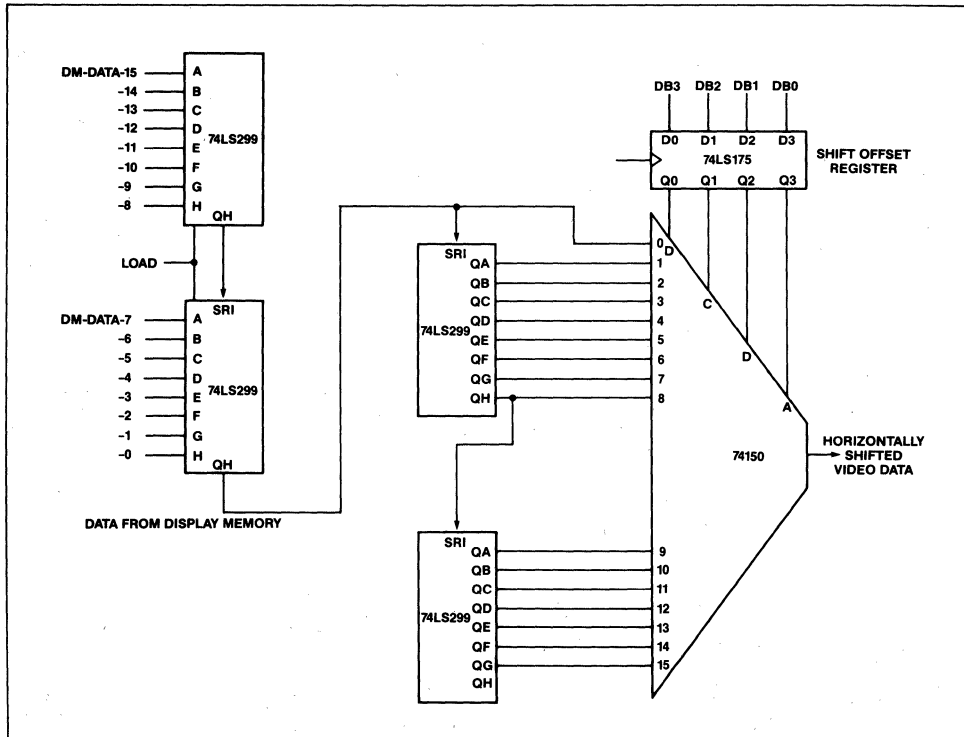 DM-DATA-15
-14
-13
-12
-11
-10
-9
-8
A
B
C
D
E
F
G
H
74LS299
QH
LOAD
SRI
DM-DATA-7
-6
-5
-4
-3
-2
-1
-0
A
B
C
D
E
F
G
H
74LS299
QH
DATA FROM DISPLAY MEMORY
SRI
QA
QB
QC
QD
QE
QF
QG
QH
74LS299
SRI
QA
QB
QC
QD
QE
QF
QG
QH
74LS299
DB3 DB2 DB1 DB0
D0 D1 D2 D3
74LS175
Q0 Q1 Q2 Q3
SHIFT OFFSET
REGISTER
0
1
2
3
4
5
6
7
8
9
10
11
12
13
14
15
D
C
D
A
74150
HORIZONTALLY
SHIFTED
VIDEO DATA